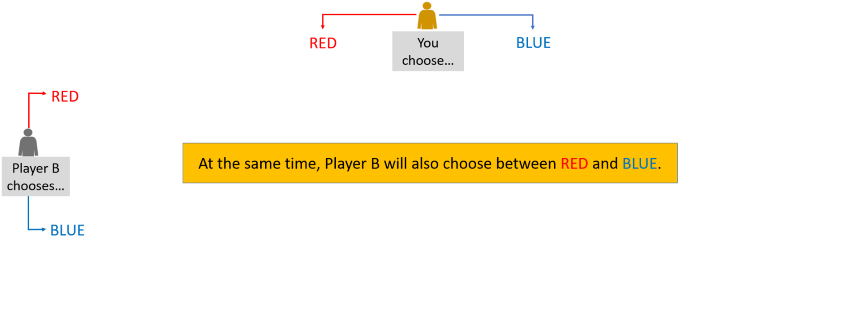 RED
You
choose...
BLUE
RED
Player B
chooses...
At the same time, Player B will also choose between RED and BLUE.
BLUE